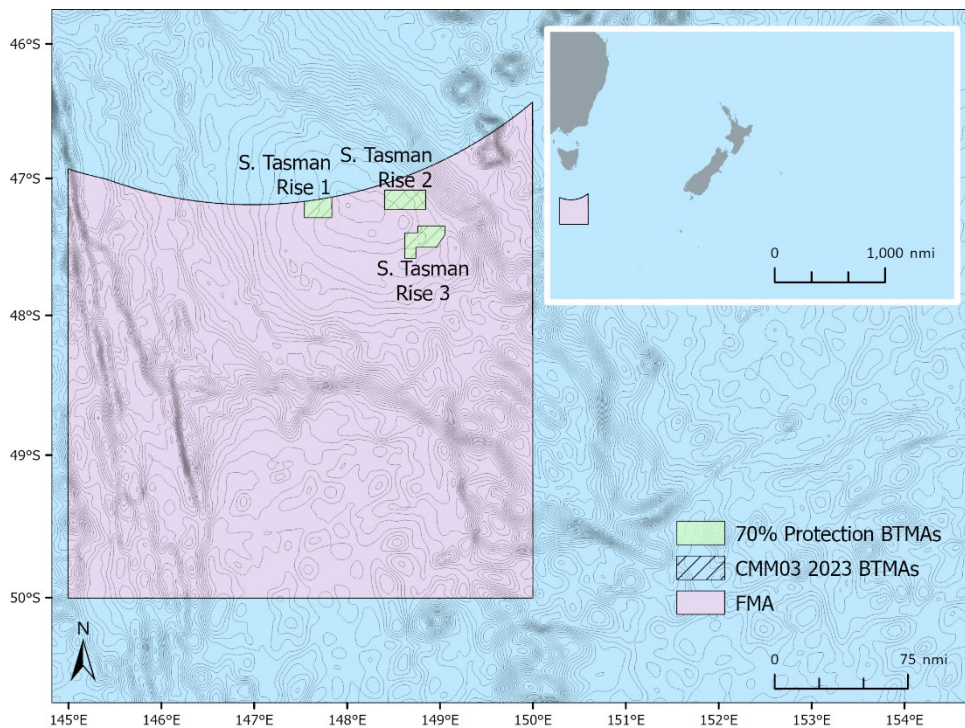 46°S
47°S
48°S
49°S
50°S
S. Tasman
Rise 1
S. Tasman
Rise 2
S. Tasman
Rise 3
0 1,000 nmi
70% Protection BTMAs
CMM03 2023 BTMAs
FMA
N
0 75 nmi
145°E 146°E 147°E 148°E 149°E 150°E 151°E 152°E 153°E 154°E